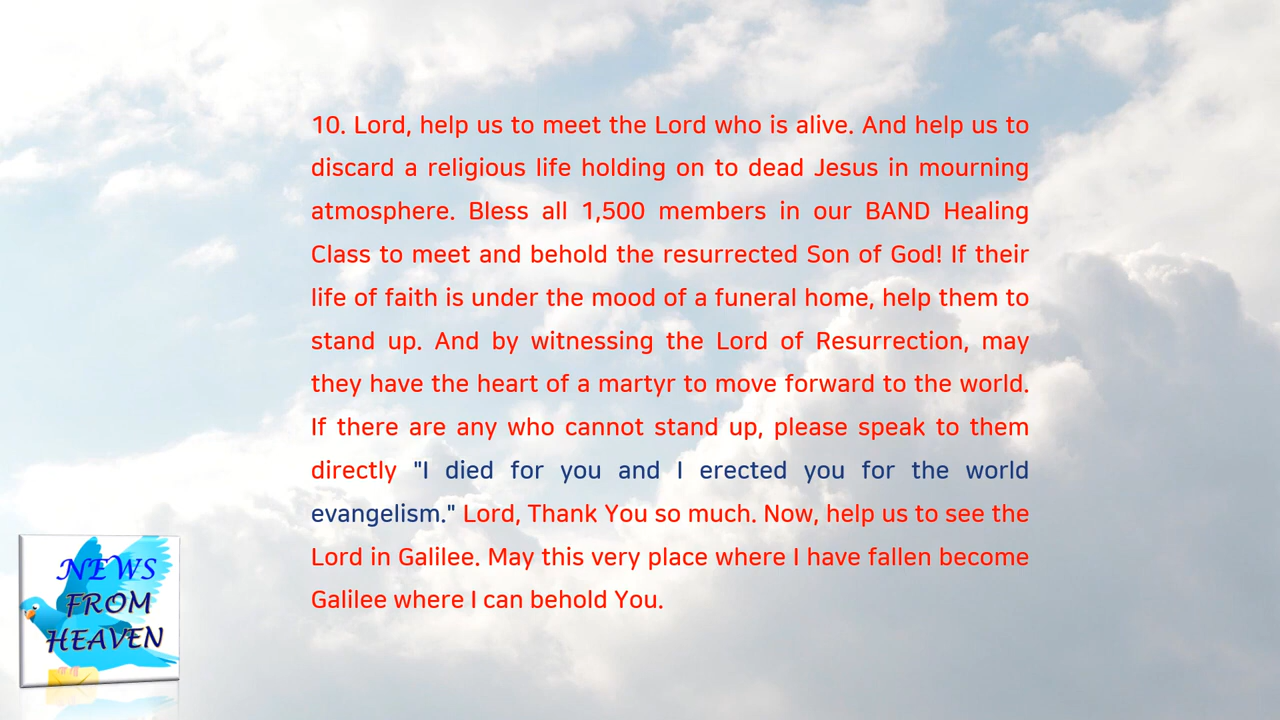 10. Lord, help us to meet the Lord who is alive. And help us to
discard a religious life holding on to dead Jesus in mourning
atmosphere. Bless all 1,500 members in our BAND Healing
Class to meet and behold the resurrected Son of God! If their
life of faith is under the mood of a funeral home, help them to
stand up. And by witnessing the Lord of Resurrection, may
they have the heart of a martyr to move forward to the world.
If there are any who cannot stand up, please speak to them
directly "I died for you and I erected you for the world
evangelism." Lord, Thank You so much. Now, help us to see the
Lord in Galilee. May this very place where I have fallen become
Galilee where I can behold You.
NEWS
FROM
HEAVEN